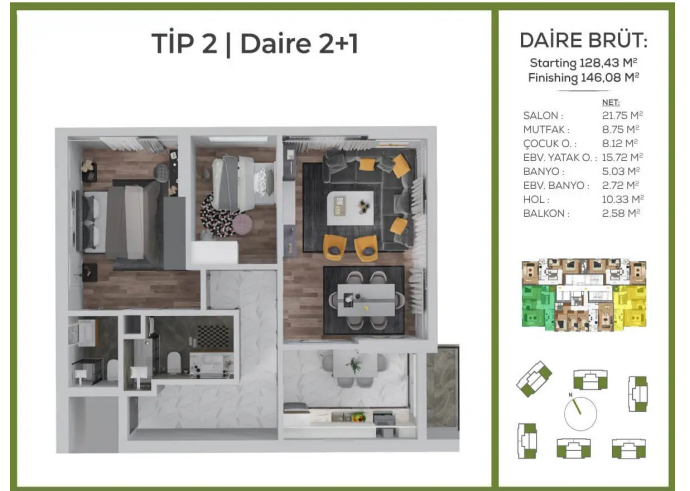 TİP 2 | Daire 2+1
DAİRE BRÜT:
Starting 128,43 M²
Finishing 146,08 M²
NET:
SALON : 21.75 M²
MUTFAK : 8,75 M²
ÇOCUK O. : 8.12 M²
EBV. YATAK O. : 15.72 M²
BANYO : 5.03 M²
EBV. BANYO : 2.72 M²
HOL : 10.33 M²
BALKON : 2.58 M²
N